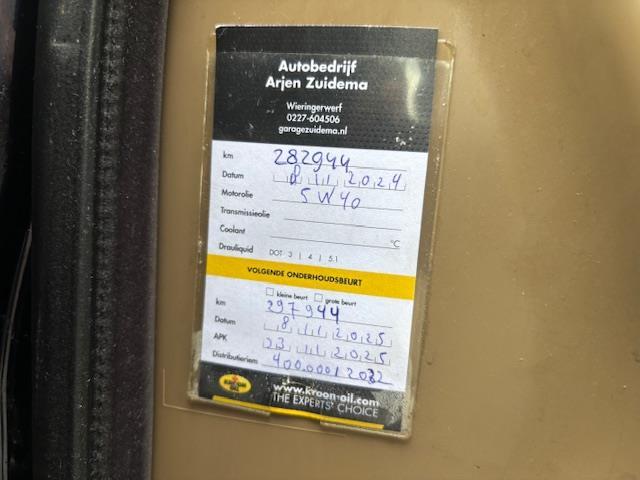 Autobedrijf
Arjen Zuidema
Wieringerwerf
0227-604506
garagezuidema.nl
km 282944
Datum 8 11 2024
Motorolie 5W40
Transmissieolie
Coolant °C
Drauliquid DOT 3 | 4 | 5.1
VOLGENDE ONDERHOUDSBEURT
kleine beurt grote beurt
km 297944
Datum 8 11 2025
APK 23 11 2025
Distributieriem 400.000 / 2032
KROON OIL
www.kroon-oil.com
THE EXPERTS' CHOICE